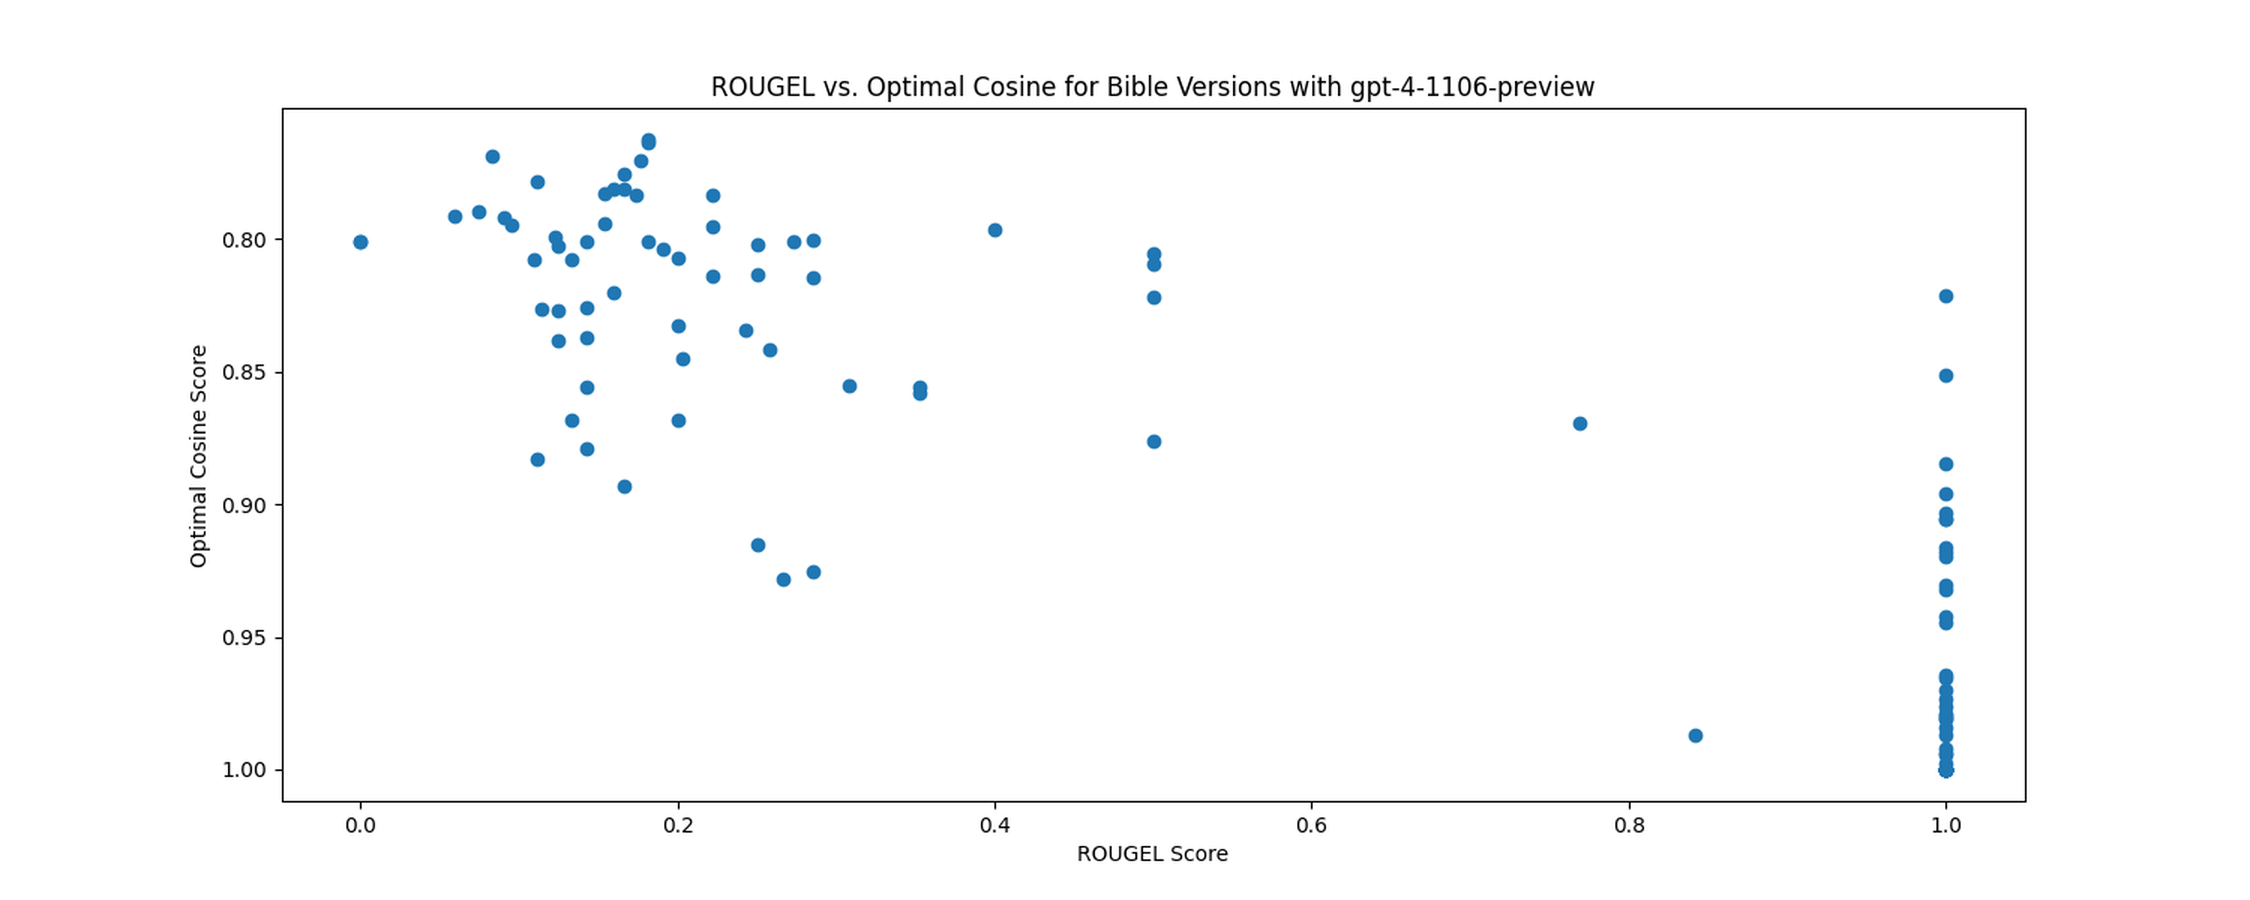 ROUGEL vs. Optimal Cosine for Bible Versions with gpt-4-1106-preview
Optimal Cosine Score
0.80
0.85
0.90
0.95
1.00
0.0 0.2 0.4 0.6 0.8 1.0
ROUGEL Score